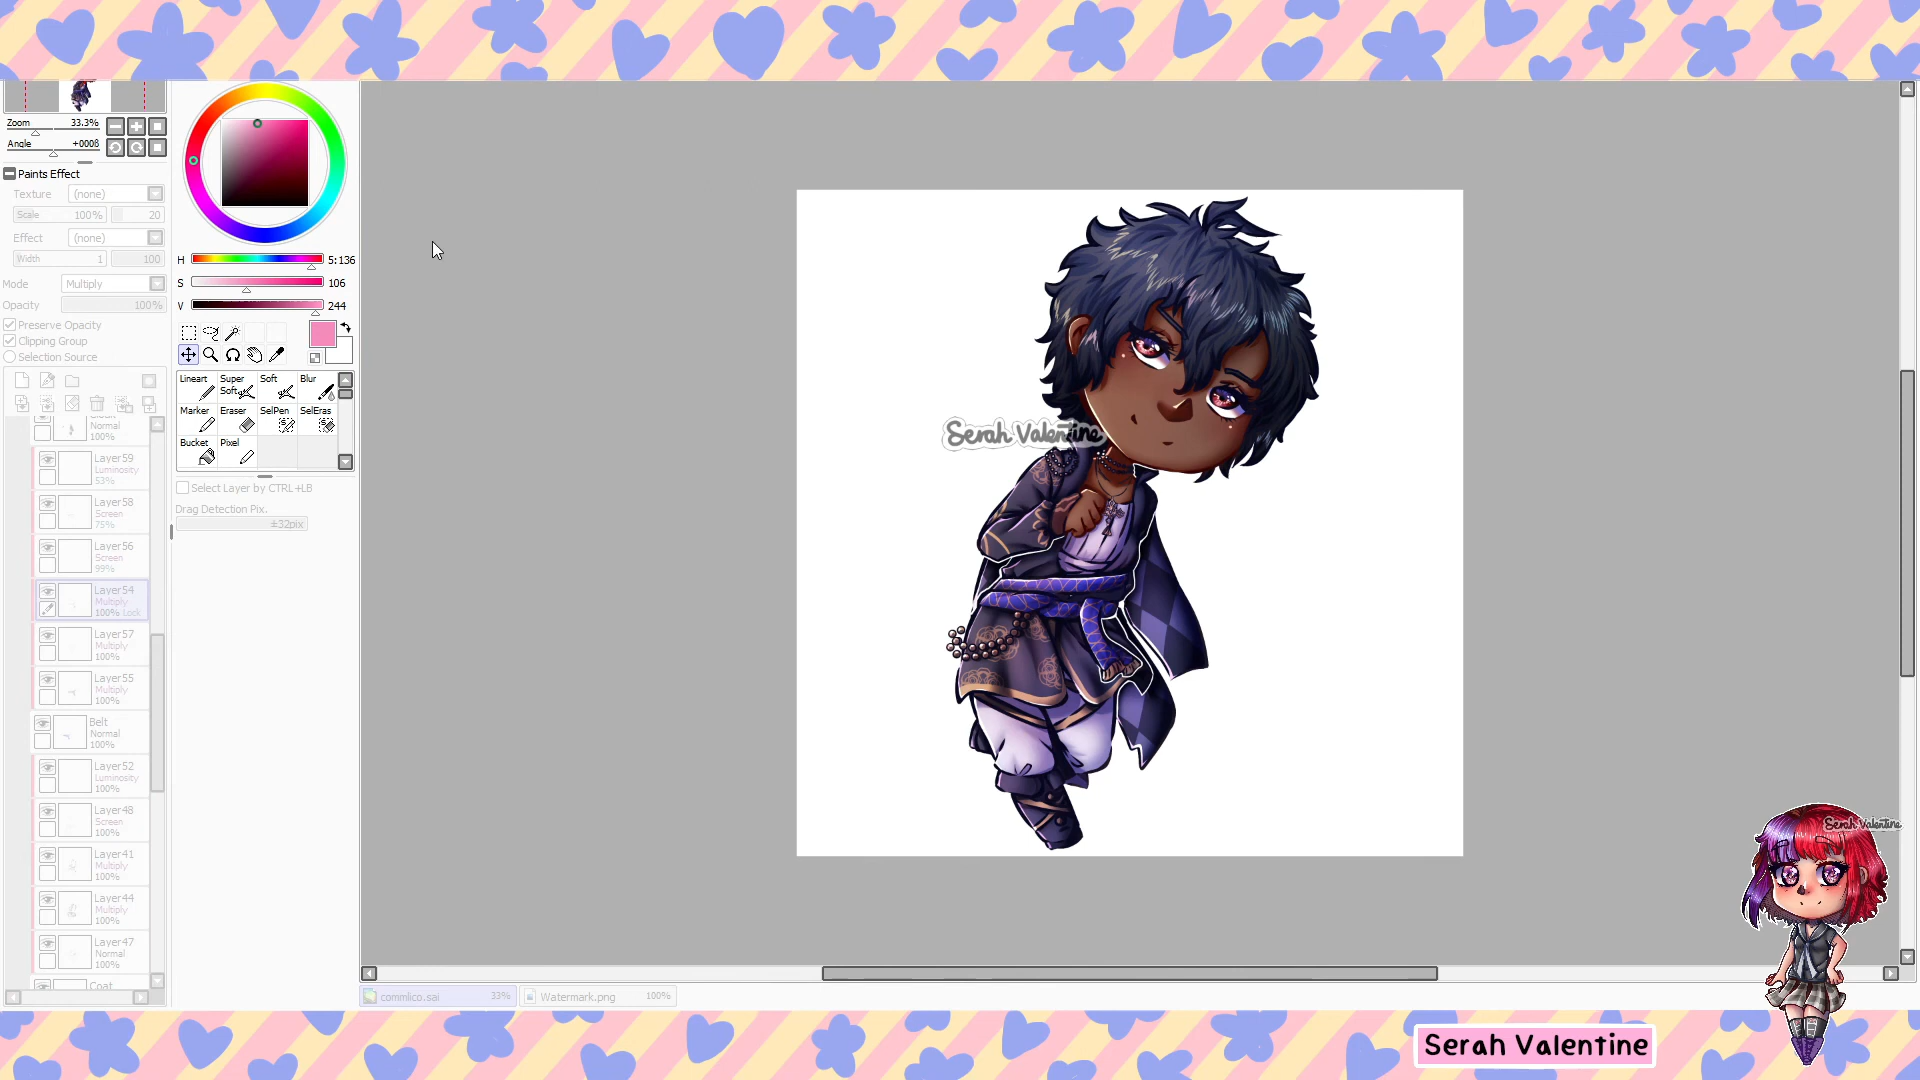 Zoom 33.3%
Angle +000ß
Paints Effect
Texture (none)
Scale 100% 20
Effect (none)
Width 1 100
Mode Multiply
Opacity 100%
Preserve Opacity
Clipping Group
Selection Source
Normal
100%
Layer59
Luminosity
53%
Layer58
Screen
75%
Layer56
Screen
99%
Layer54
Multiply
100% Lock
Layer57
Multiply
100%
Layer55
Multiply
100%
Belt
Normal
100%
Layer52
Luminosity
100%
Layer48
Screen
100%
Layer41
Multiply
100%
Layer44
Multiply
100%
Layer47
Normal
100%
Coat
H 5:136
S 106
V 244
Lineart Super Soft Soft Blur
Marker Eraser SelPen SelEras
Bucket Pixel
Select Layer by CTRL+LB
Drag Detection Pix.
±32pix
Serah Valentine
commlico.sai 33% Watermark.png 100%
Serah Valentine
Serah Valentine